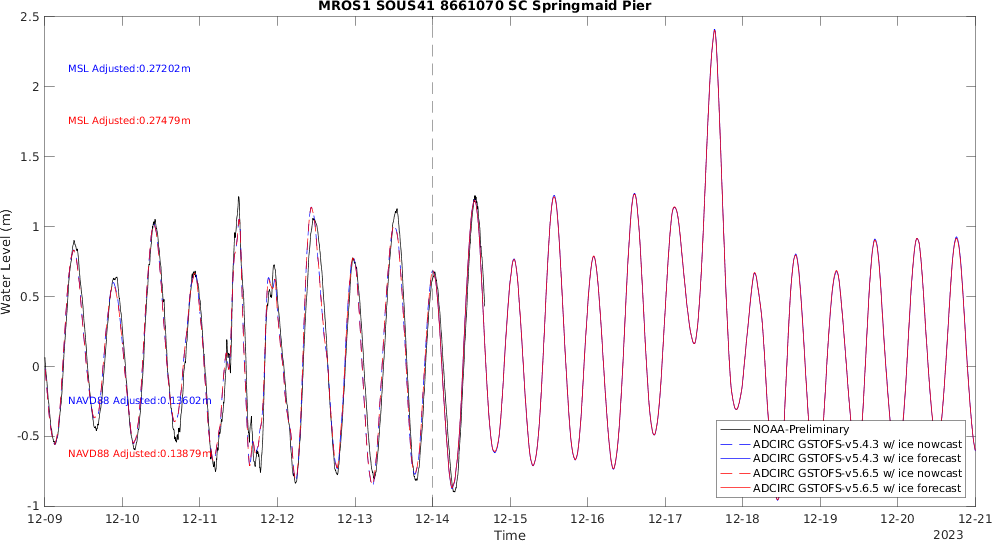 MROS1 SOUS41 8661070 SC Springmaid Pier
2.5
2
1.5
1
0.5
0
-0.5
-1
Water Level (m)
MSL Adjusted:0.27202m
MSL Adjusted:0.27479m
NAVD88 Adjusted:0.13602m
NAVD88 Adjusted:0.13879m
NOAA-Preliminary
ADCIRC GSTOFS-v5.4.3 w/ ice nowcast
ADCIRC GSTOFS-v5.4.3 w/ ice forecast
ADCIRC GSTOFS-v5.6.5 w/ ice nowcast
ADCIRC GSTOFS-v5.6.5 w/ ice forecast
12-09 12-10 12-11 12-12 12-13 12-14 12-15 12-16 12-17 12-18 12-19 12-20 12-21
Time
2023